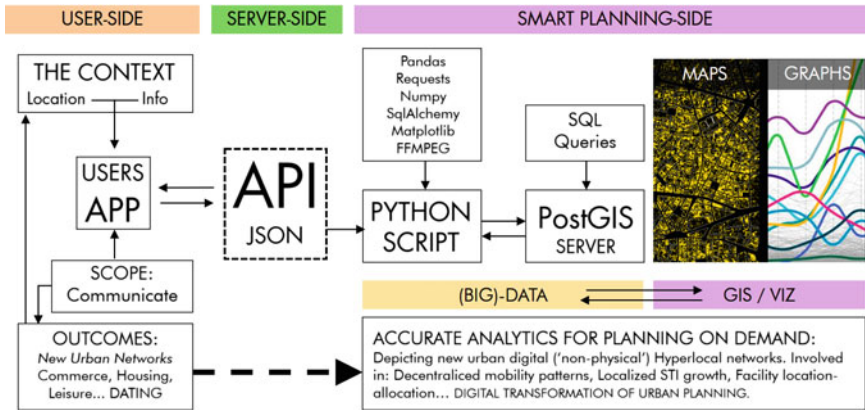 USER-SIDE
SERVER-SIDE
SMART PLANNING-SIDE
THE CONTEXT
Location
Info
USERS
APP
SCOPE:
Communicate
OUTCOMES:
New Urban Networks
Commerce, Housing,
Leisure... DATING
API
JSON
Pandas
Requests
Numpy
SqlAlchemy
Matplotlib
FFMPEG
PYTHON
SCRIPT
SQL
Queries
PostGIS
SERVER
MAPS
GRAPHS
(BIG)-DATA
GIS / VIZ
ACCURATE ANALYTICS FOR PLANNING ON DEMAND:
Depicting new urban digital ('non-physical') Hyperlocal networks. Involved
in: Decentralized mobility patterns, Localized STI growth, Facility location-
allocation... DIGITAL TRANSFORMATION OF URBAN PLANNING.